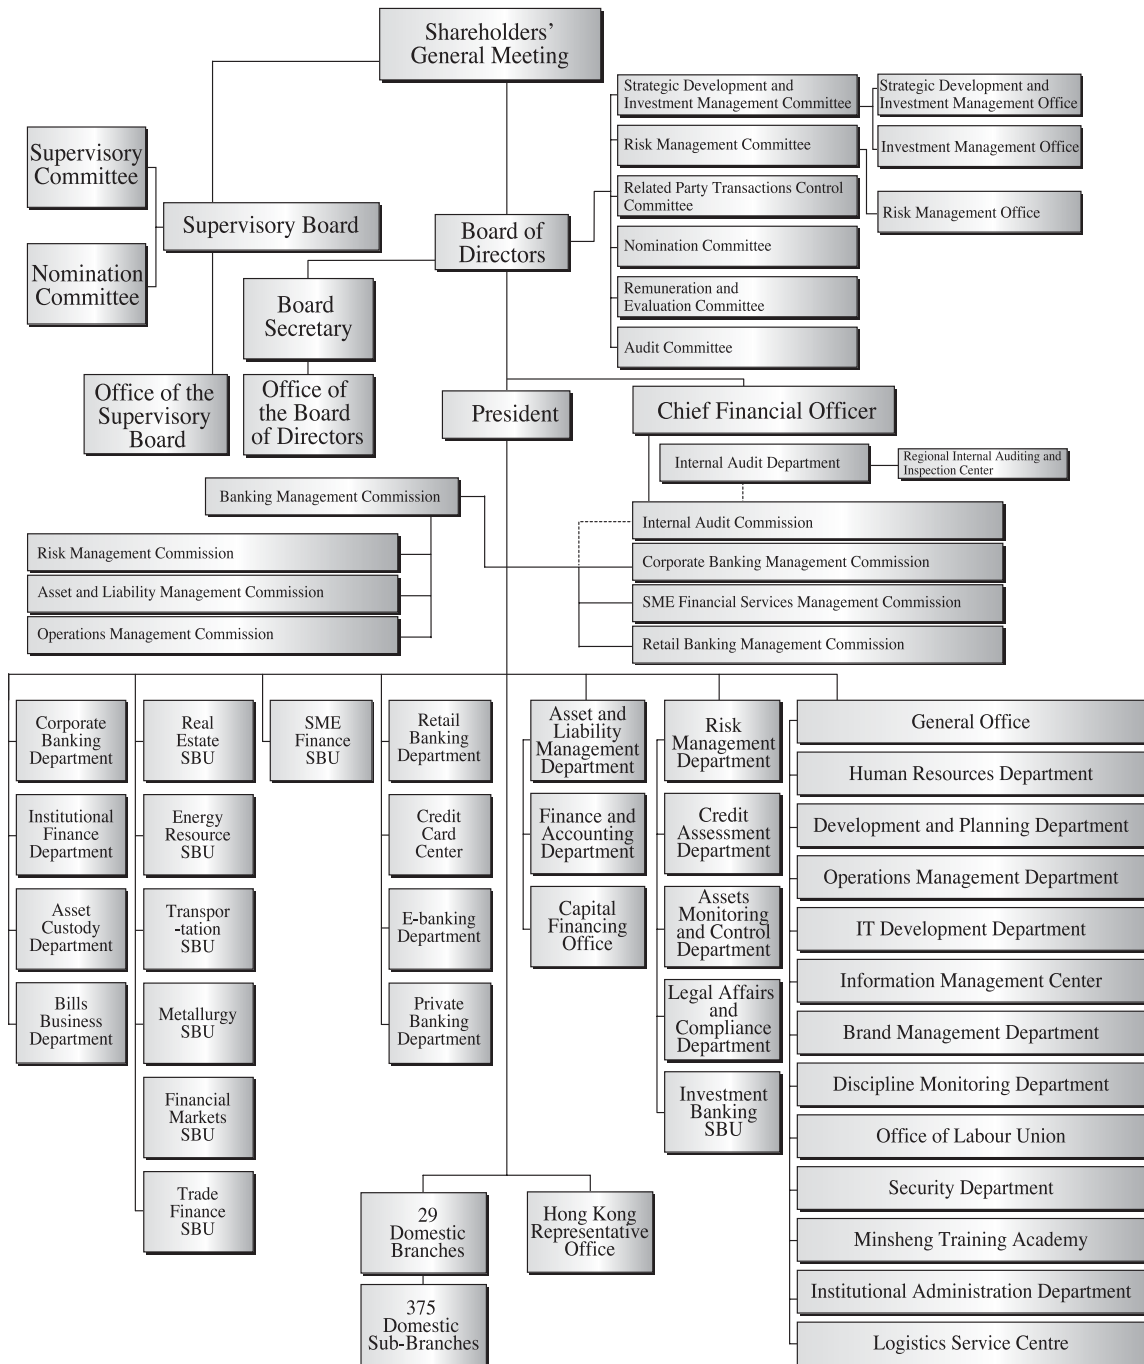 Shareholders'
General Meeting
Strategic Development and
Investment Management Committee
Strategic Development and
Investment Management Office
Risk Management Committee
Investment Management Office
Related Party Transactions Control
Committee
Risk Management Office
Nomination Committee
Remuneration and
Evaluation Committee
Audit Committee
Supervisory
Committee
Supervisory Board
Nomination
Committee
Board of
Directors
Board
Secretary
Office of the
Supervisory
Board
Office of
the Board
of Directors
President
Chief Financial Officer
Internal Audit Department
Regional Internal Auditing and
Inspection Center
Banking Management Commission
Risk Management Commission
Asset and Liability Management Commission
Operations Management Commission
Internal Audit Commission
Corporate Banking Management Commission
SME Financial Services Management Commission
Retail Banking Management Commission
Corporate
Banking
Department
Institutional
Finance
Department
Asset
Custody
Department
Bills
Business
Department
Real
Estate
SBU
Energy
Resource
SBU
Transpor
-tation
SBU
Metallurgy
SBU
Financial
Markets
SBU
Trade
Finance
SBU
SME
Finance
SBU
Retail
Banking
Department
Credit
Card
Center
E-banking
Department
Private
Banking
Department
Asset and
Liability
Management
Department
Finance and
Accounting
Department
Capital
Financing
Office
Risk
Management
Department
Credit
Assessment
Department
Assets
Monitoring
and Control
Department
Legal Affairs
and
Compliance
Department
Investment
Banking
SBU
General Office
Human Resources Department
Development and Planning Department
Operations Management Department
IT Development Department
Information Management Center
Brand Management Department
Discipline Monitoring Department
Office of Labour Union
Security Department
Minsheng Training Academy
Institutional Administration Department
Logistics Service Centre
29
Domestic
Branches
Hong Kong
Representative
Office
375
Domestic
Sub-Branches